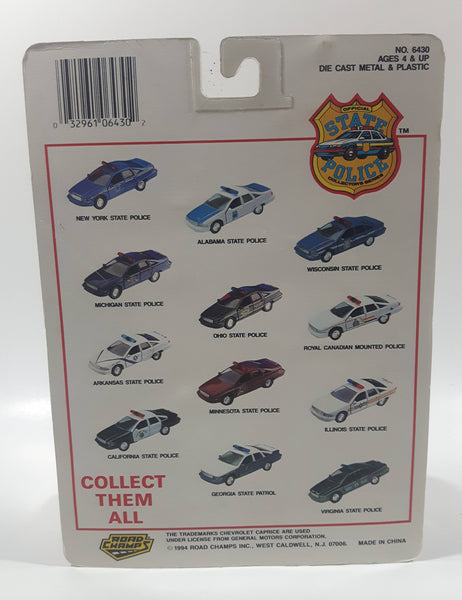 NO. 6430
AGES 4 & UP
DIE CAST METAL & PLASTIC
0 32961 06430 2
OFFICIAL
STATE
POLICE
COLLECTOR'S SERIES
TM
NEW YORK STATE POLICE
ALABAMA STATE POLICE
WISCONSIN STATE POLICE
MICHIGAN STATE POLICE
OHIO STATE POLICE
ROYAL CANADIAN MOUNTED POLICE
ARKANSAS STATE POLICE
MINNESOTA STATE POLICE
ILLINOIS STATE POLICE
CALIFORNIA STATE POLICE
GEORGIA STATE PATROL
VIRGINIA STATE POLICE
COLLECT
THEM
ALL
ROAD
CHAMPS
THE TRADEMARKS CHEVROLET CAPRICE ARE USED
UNDER LICENSE FROM GENERAL MOTORS CORPORATION.
© 1994 ROAD CHAMPS INC., WEST CALDWELL, N.J. 07006.
MADE IN CHINA